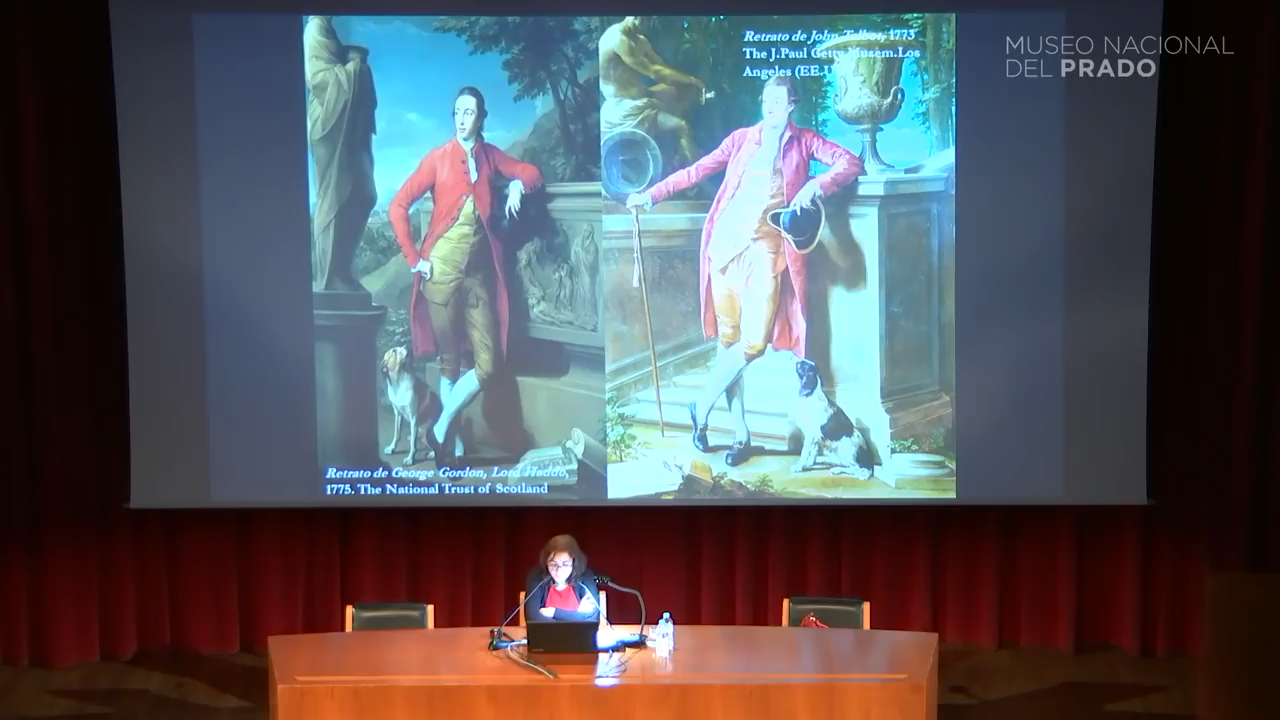 Retrato de John Talbot, 1773
The J.Paul Getty Musem.Los
Angeles (EE.U
MUSEO NACIONAL
DEL PRADO
Retrato de George Gordon, Lord Haddo,
1775. The National Trust of Scotland